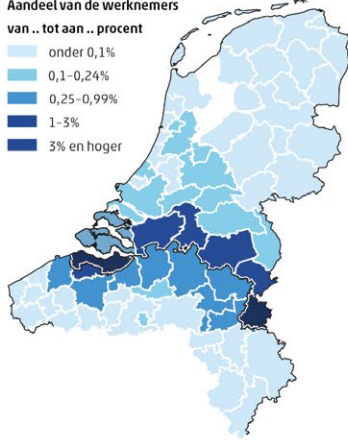 Aandeel van de werknemers
van .. tot aan .. procent
onder 0,1%
0,1-0,24%
0,25-0,99%
1-3%
3% en hoger